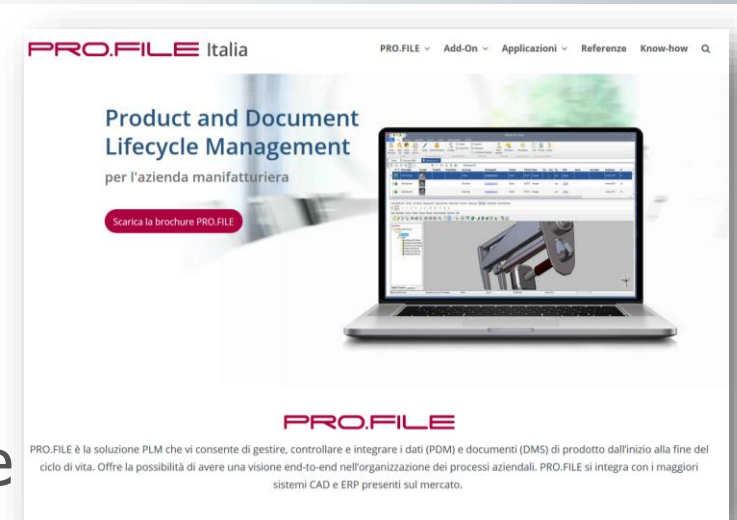 PRO.FILE Italia
PRO.FILE Add-On Applicazioni Referenze Know-how
Product and Document
Lifecycle Management
per l'azienda manifatturiera
Scarica la brochure PRO.FILE
PRO.FILE
e
PRO.FILE è la soluzione PLM che vi consente di gestire, controllare e integrare i dati (PDM) e documenti (DMS) di prodotto dall'inizio alla fine del
ciclo di vita. Offre la possibilità di avere una visione end-to-end nell'organizzazione dei processi aziendali. PRO.FILE si integra con i maggiori
sistemi CAD e ERP presenti sul mercato.